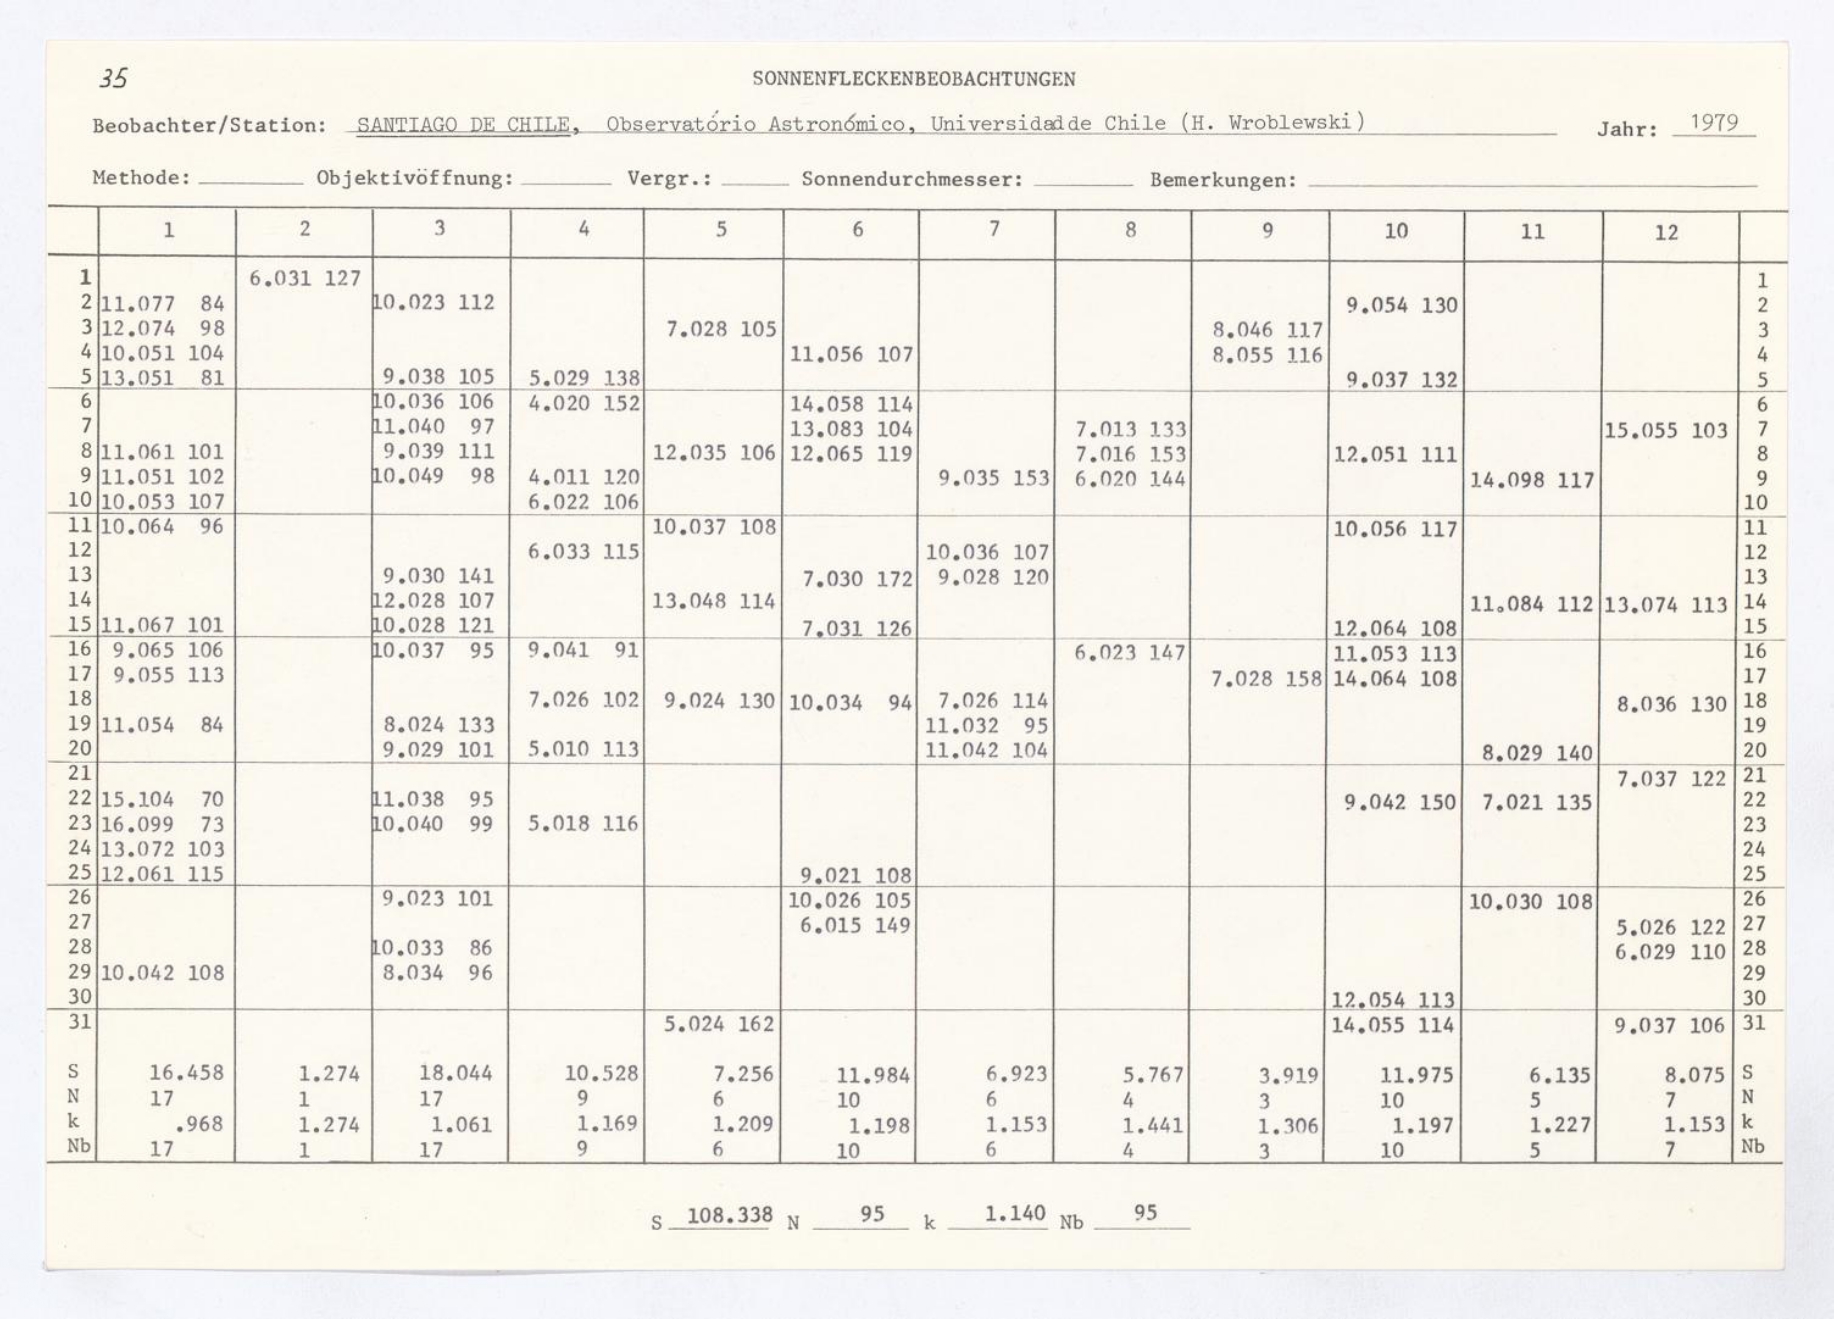 35
SONNENFLECKENBEOBACHTUNGEN
Beobachter/Station: SANTIAGO DE CHILE, Observatório Astronómico, Universidad de Chile (H. Wroblewski) Jahr: 1979
Methode: Objektivöffnung: Vergr.: Sonnendurchmesser: Bemerkungen:
1 2 3 4 5 6 7 8 9 10 11 12
1 6.031 127 1
2 11.077 84 10.023 112 9.054 130 2
3 12.074 98 7.028 105 8.046 117 3
4 10.051 104 11.056 107 8.055 116 4
5 13.051 81 9.038 105 5.029 138 9.037 132 5
6 10.036 106 4.020 152 14.058 114 6
7 11.040 97 13.083 104 7.013 133 15.055 103 7
8 11.061 101 9.039 111 12.035 106 12.065 119 7.016 153 12.051 111 8
9 11.051 102 10.049 98 4.011 120 9.035 153 6.020 144 14.098 117 9
10 10.053 107 6.022 106 10
11 10.064 96 10.037 108 10.056 117 11
12 6.033 115 10.036 107 12
13 9.030 141 7.030 172 9.028 120 13
14 12.028 107 13.048 114 11.084 112 13.074 113 14
15 11.067 101 10.028 121 7.031 126 12.064 108 15
16 9.065 106 10.037 95 9.041 91 6.023 147 11.053 113 16
17 9.055 113 7.028 158 14.064 108 17
18 7.026 102 9.024 130 10.034 94 7.026 114 8.036 130 18
19 11.054 84 8.024 133 11.032 95 19
20 9.029 101 5.010 113 11.042 104 8.029 140 20
21 7.037 122 21
22 15.104 70 11.038 95 9.042 150 7.021 135 22
23 16.099 73 10.040 99 5.018 116 23
24 13.072 103 24
25 12.061 115 9.021 108 25
26 9.023 101 10.026 105 10.030 108 26
27 6.015 149 5.026 122 27
28 10.033 86 6.029 110 28
29 10.042 108 8.034 96 29
30 12.054 113 30
31 5.024 162 14.055 114 9.037 106 31
S 16.458 1.274 18.044 10.528 7.256 11.984 6.923 5.767 3.919 11.975 6.135 8.075 S
N 17 1 17 9 6 10 6 4 3 10 5 7 N
k .968 1.274 1.061 1.169 1.209 1.198 1.153 1.441 1.306 1.197 1.227 1.153 k
Nb 17 1 17 9 6 10 6 4 3 10 5 7 Nb
S 108.338 N 95 k 1.140 Nb 95